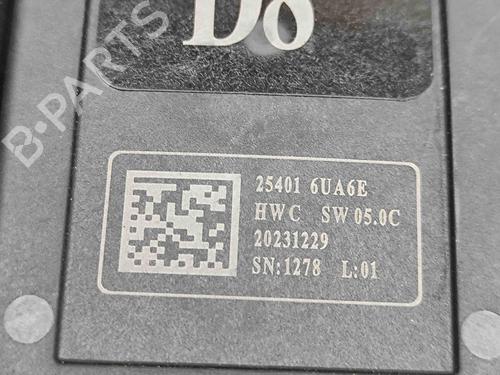 D8
25401 6UA6E
HWC SW 05.0C
20231229
SN:1278 L:01
B-PARTS